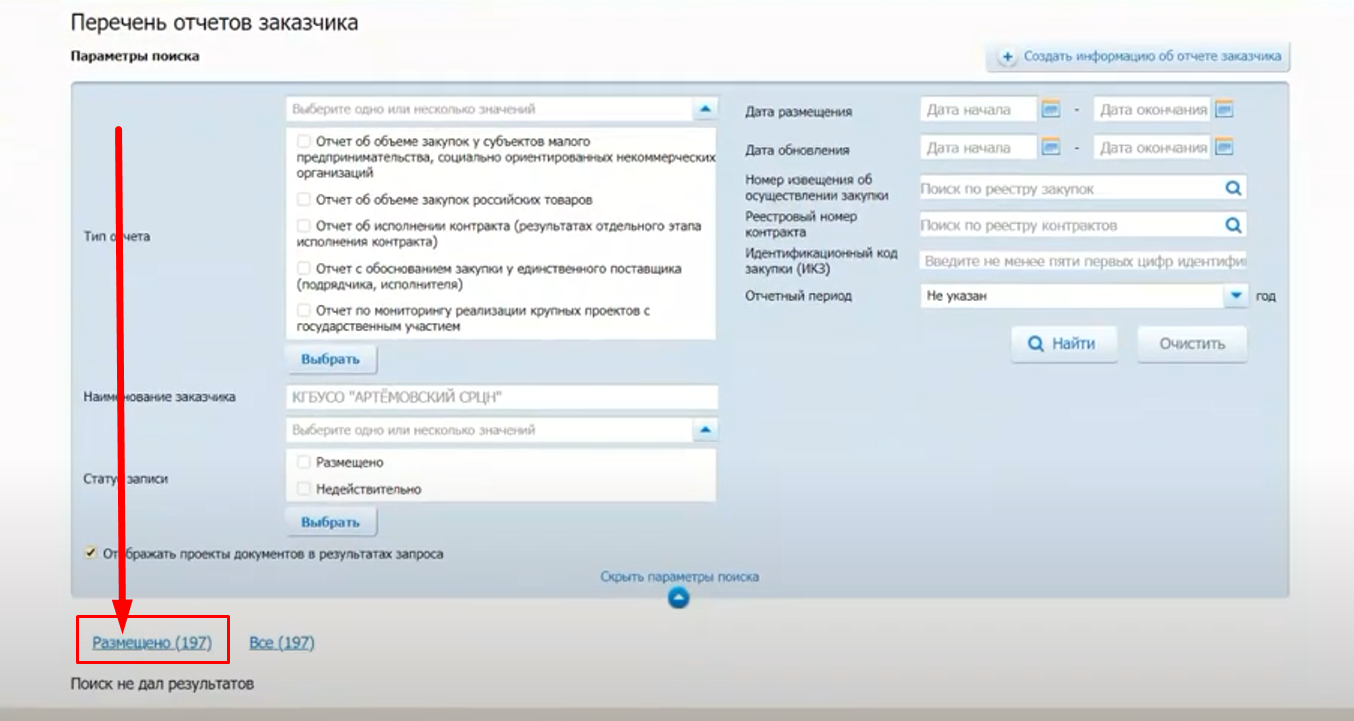 Перечень отчетов заказчика
Параметры поиска
Создать информацию об отчете заказчика
Тип отчета
Выберите одно или несколько значений
Отчет об объеме закупок у субъектов малого
предпринимательства, социально ориентированных некоммерческих
организаций
Отчет об объеме закупок российских товаров
Отчет об исполнении контракта (результатах отдельного этапа
исполнения контракта)
Отчет с обоснованием закупки у единственного поставщика
(подрядчика, исполнителя)
Отчет по мониторингу реализации крупных проектов с
государственным участием
Выбрать
Наименование заказчика
КГБУСО "АРТЁМОВСКИЙ СРЦН"
Выберите одно или несколько значений
Статус записи
Размещено
Недействительно
Выбрать
Отображать проекты документов в результатах запроса
Дата размещения
Дата начала - Дата окончания
Дата обновления
Дата начала - Дата окончания
Номер извещения об
осуществлении закупки
Поиск по реестру закупок
Реестровый номер
контракта
Поиск по реестру контрактов
Идентификационный код
закупки (ИКЗ)
Введите не менее пяти первых цифр идентифи
Отчетный период
Не указан
год
Найти
Очистить
Скрыть параметры поиска
Размещено (197) Все (197)
Поиск не дал результатов